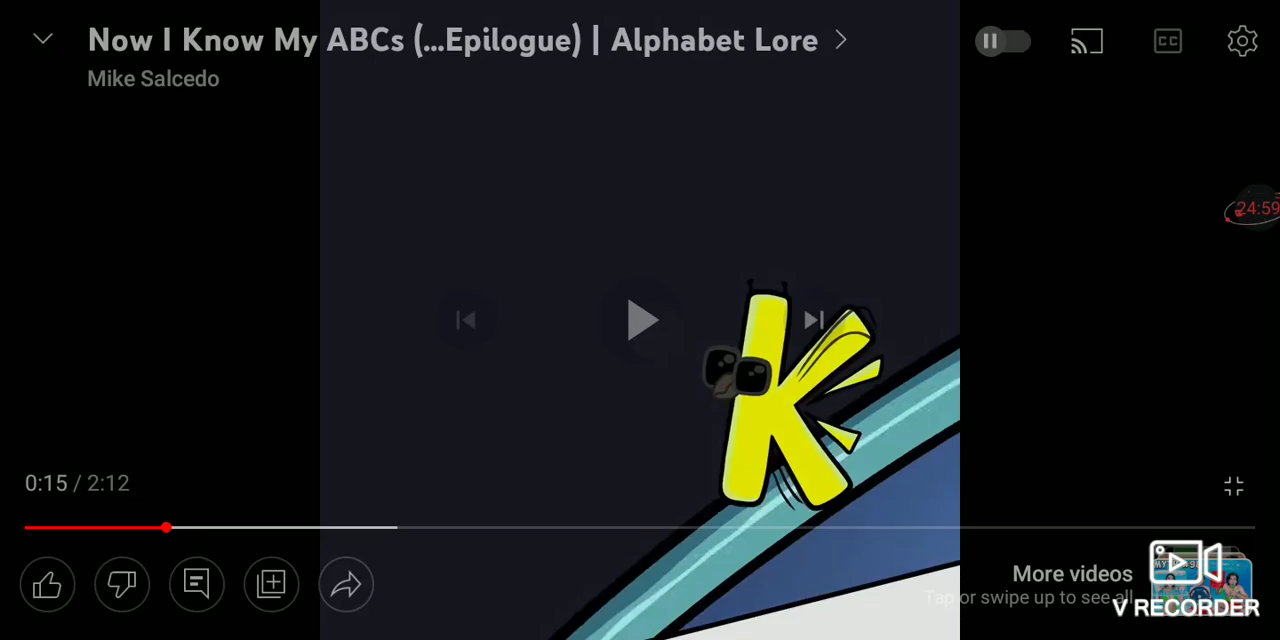 Now I Know My ABCs (...Epilogue) | Alphabet Lore
Mike Salcedo
CC
24:59
K
0:15 / 2:12
More videos
Tap or swipe up to see all
V RECORDER